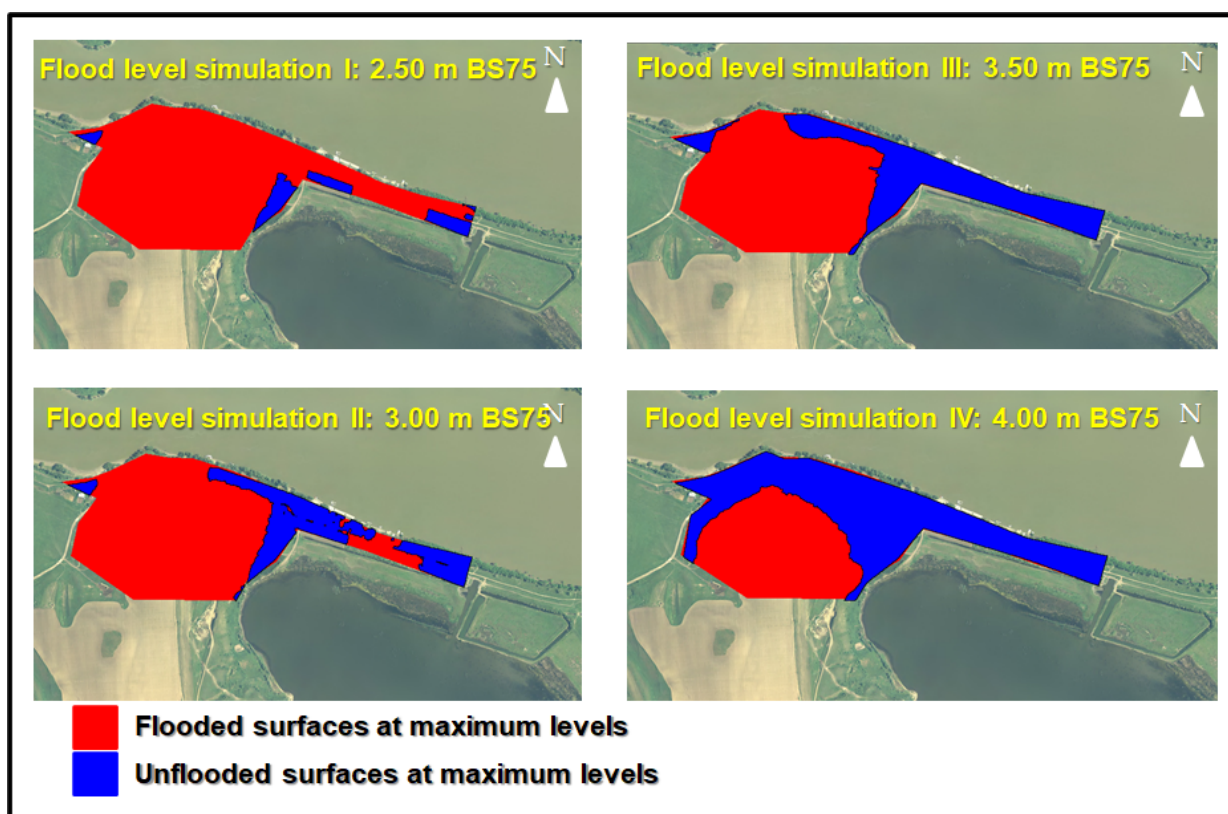 Flood level simulation I: 2.50 m BS75
N
Flood level simulation III: 3.50 m BS75
N
Flood level simulation II: 3.00 m BS75
N
Flood level simulation IV: 4.00 m BS75
N
Flooded surfaces at maximum levels
Unflooded surfaces at maximum levels